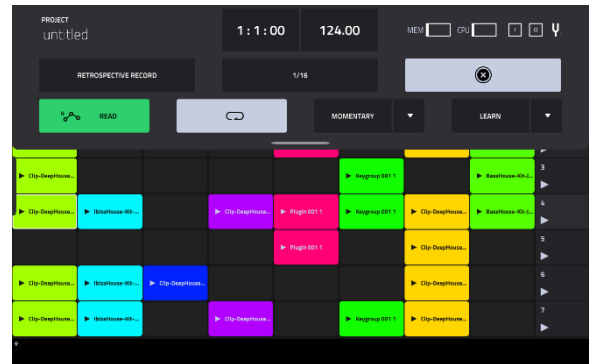 PROJECT
untitled
1:1:00
124.00
MEM
CPU
I
O
RETROSPECTIVE RECORD
1/16
R
READ
MOMENTARY
LEARN
Clip-DeepHouse...
Keygroup 001 1
BassHouse-Kit-J...
3
Clip-DeepHouse...
IbizaHouse-Kit-...
Clip-DeepHouse...
Plugin 001 1
Keygroup 001 1
Clip-DeepHouse...
BassHouse-Kit-J...
4
Plugin 001 1
Clip-DeepHouse...
5
Clip-DeepHouse...
IbizaHouse-Kit-...
Clip-DeepHouse...
Clip-DeepHouse...
6
Clip-DeepHouse...
IbizaHouse-Kit-...
Clip-DeepHouse...
Keygroup 001 1
Clip-DeepHouse...
7
+